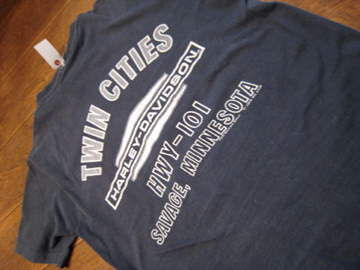 TWIN CITIES
HARLEY-DAVIDSON
HWY-101
SAVAGE, MINNESOTA